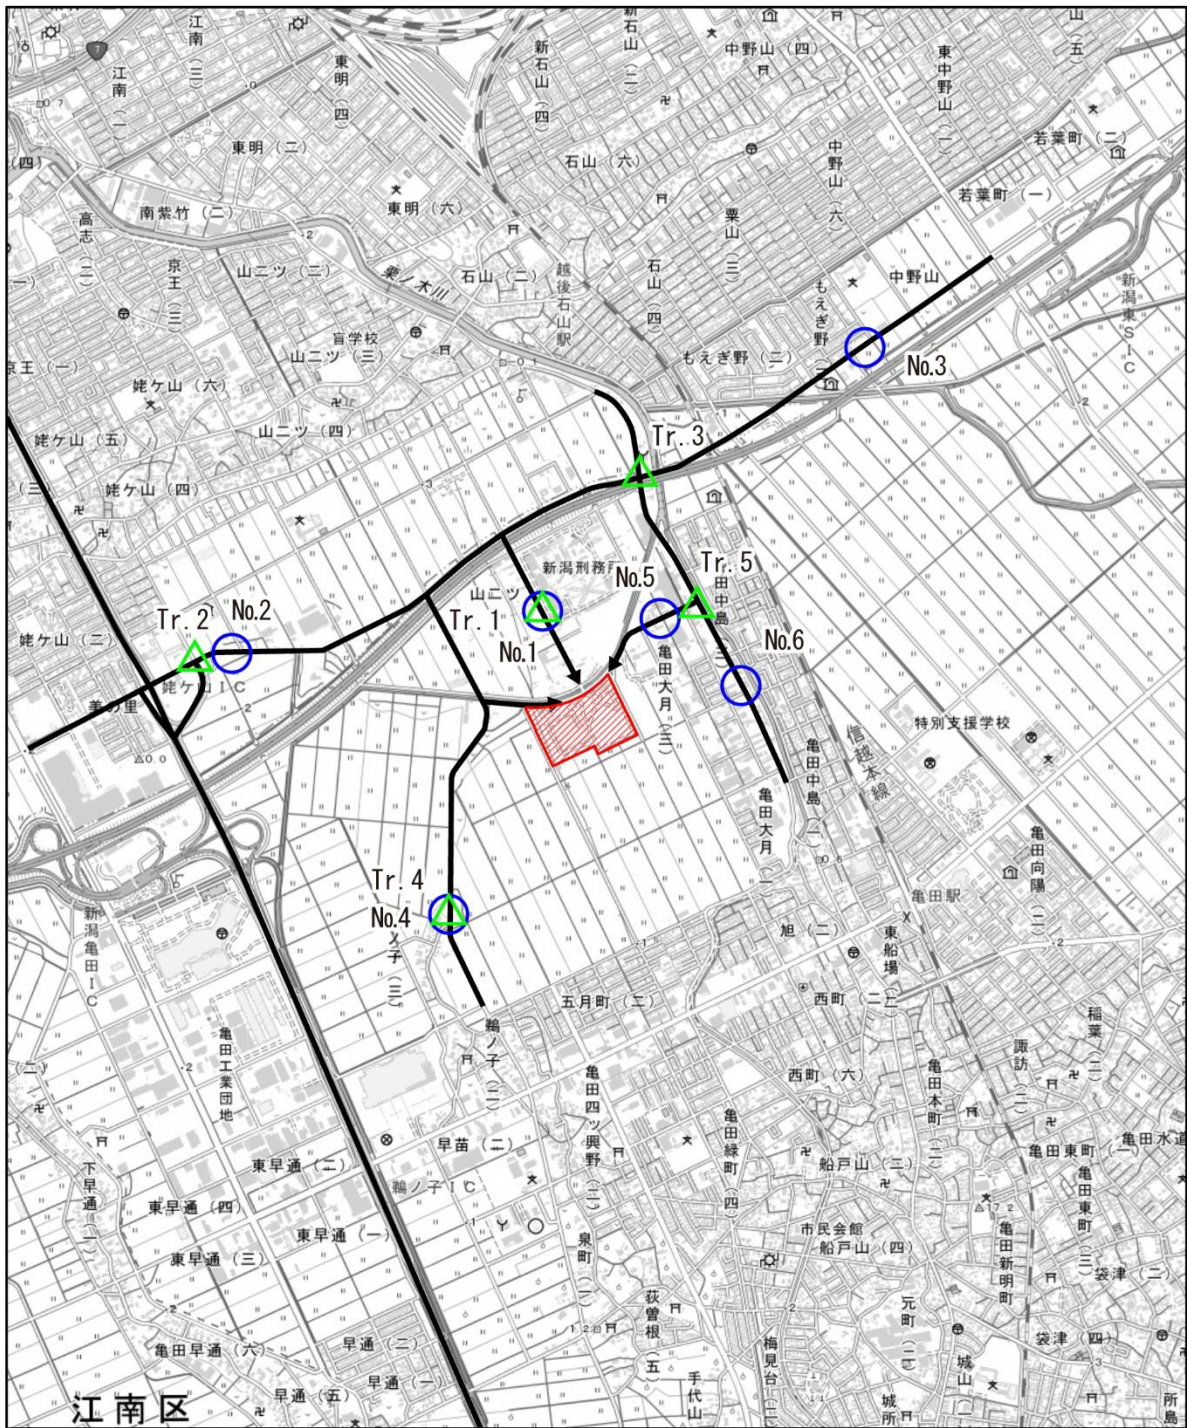 江南（三）
江南（一）
東明（四）
新石山（四）
新石山（二）
中野山（四）
東中野山（一）
山（五）
7
東明（二）
石山（六）
中野山（六）
若葉町（二）
若葉町（一）
南紫竹（二）
東明（六）
高志（二）
栗山（三）
京王（三）
山二ツ（二）
栗ノ木川
石山（二）
越後石山駅
石山（四）
中野山
新潟東SIC
盲学校
山二ツ（三）
もえぎ野（二）
京王（一）
No.3
姥ケ山（六）
姥ケ山（五）
山二ツ（四）
Tr. 3
姥ケ山（四）
新潟刑務所
山二ツ
No.5
Tr. 5
Tr. 2
No.2
Tr. 1
No.1
亀田中島（三）
姥ケ山（二）
No.6
亀田大月（三）
姥ケ山IC
美の里
特別支援学校
信越本線
亀田中島（一）
亀田大月（一）
亀田向陽（二）
Tr. 4
No.4
亀田駅
新潟亀田IC
旭（二）
東船場（二）
五月町（二）
西町（二）
鵜ノ子（二）
稲葉（二）
諏訪（二）
亀田工業団地
西町（六）
亀田四ツ興野（二）
亀田本町（二）
亀田緑町（四）
早苗（二）
亀田東町（一）
亀田水道
東早通（二）
船戸山（二）
下早通（一）
鵜ノ子IC
東早通（四）
亀田東町（三）
17.2
市民会館
船戸山（四）
東早通（一）
泉町（一）
亀田新明町
東早通（三）
袋津（二）
荻曽根（五）
元町（二）
早通（二）
梅見台（二）
袋津（四）
亀田早通（六）
城山（二）
手代山
早通（一）
早通（五）
城所
所島
江南区